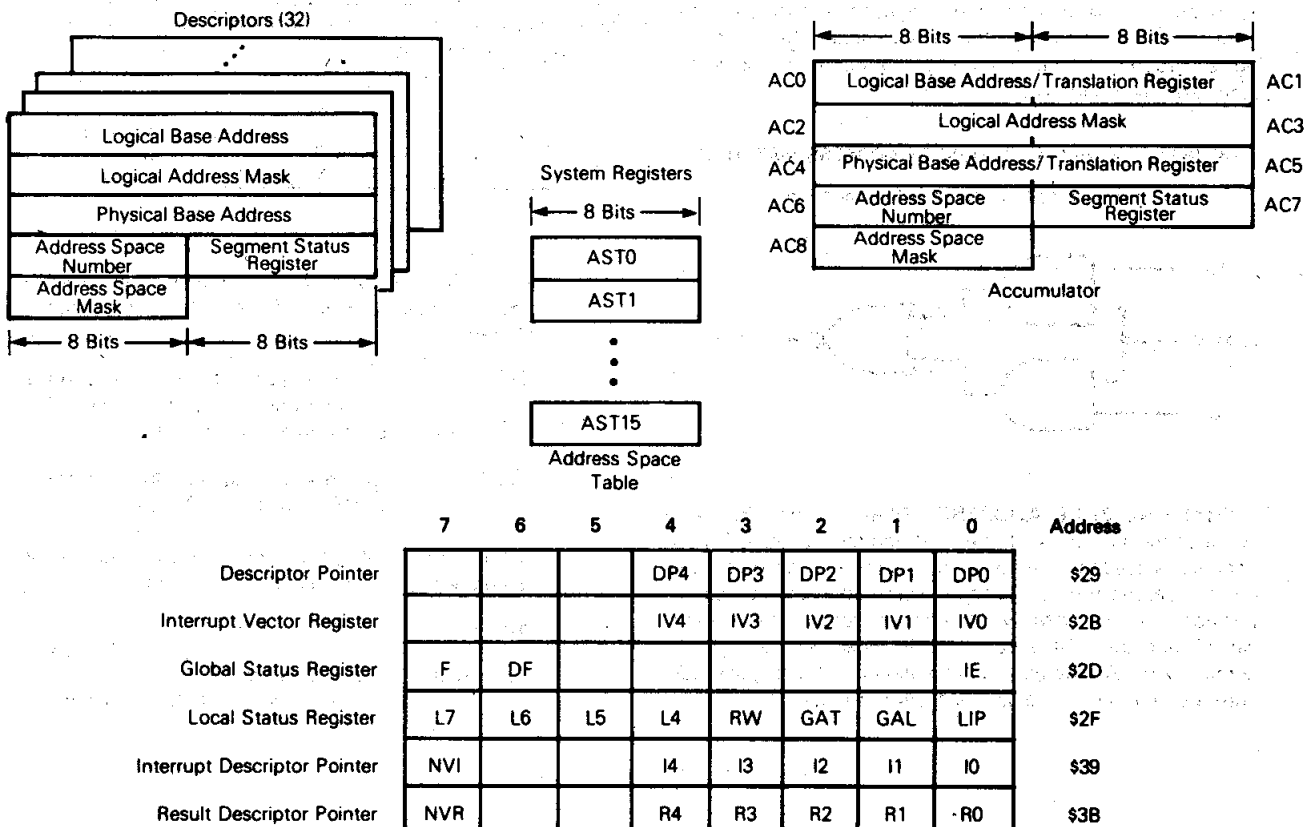 Descriptors (32)
Logical Base Address
Logical Address Mask
Physical Base Address
Address Space Number
Segment Status Register
Address Space Mask
8 Bits
8 Bits
System Registers
8 Bits
AST0
AST1
AST15
Address Space
Table
8 Bits 8 Bits
AC0 Logical Base Address/Translation Register AC1
AC2 Logical Address Mask AC3
AC4 Physical Base Address/Translation Register AC5
AC6 Address Space Number Segment Status Register AC7
AC8 Address Space Mask
Accumulator
7 6 5 4 3 2 1 0 Address
Descriptor Pointer DP4 DP3 DP2 DP1 DP0 $29
Interrupt Vector Register IV4 IV3 IV2 IV1 IV0 $2B
Global Status Register F DF IE $2D
Local Status Register L7 L6 L5 L4 RW GAT GAL LIP $2F
Interrupt Descriptor Pointer NVI I4 I3 I2 I1 I0 $39
Result Descriptor Pointer NVR R4 R3 R2 R1 R0 $3B